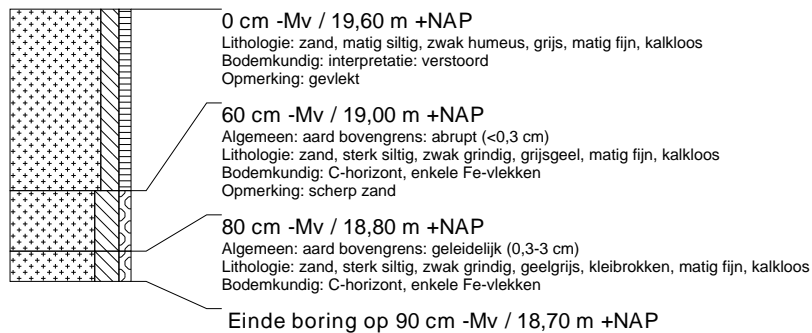 0 cm -Mv / 19,60 m +NAP
Lithologie: zand, matig siltig, zwak humeus, grijs, matig fijn, kalkloos
Bodemkundig: interpretatie: verstoord
Opmerking: gevlekt
60 cm -Mv / 19,00 m +NAP
Algemeen: aard bovengrens: abrupt (<0,3 cm)
Lithologie: zand, sterk siltig, zwak grindig, grijsgeel, matig fijn, kalkloos
Bodemkundig: C-horizont, enkele Fe-vlekken
Opmerking: scherp zand
80 cm -Mv / 18,80 m +NAP
Algemeen: aard bovengrens: geleidelijk (0,3-3 cm)
Lithologie: zand, sterk siltig, zwak grindig, geelgrijs, kleibrokken, matig fijn, kalkloos
Bodemkundig: C-horizont, enkele Fe-vlekken
Einde boring op 90 cm -Mv / 18,70 m +NAP